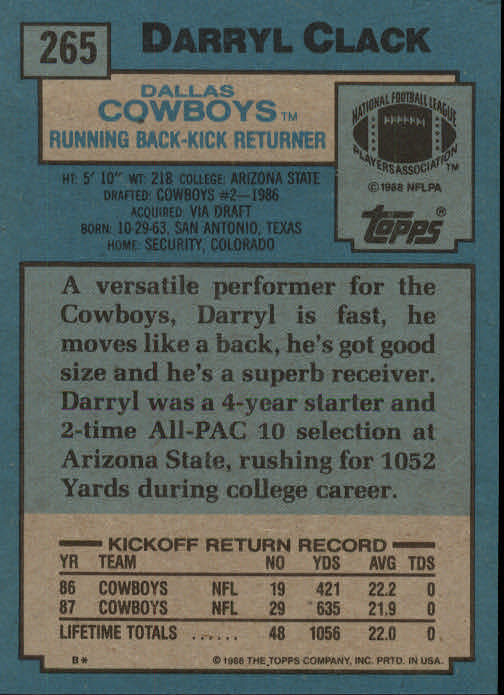 265
DARRYL CLACK
DALLAS
COWBOYS™
RUNNING BACK-KICK RETURNER
NATIONAL FOOTBALL LEAGUE
PLAYERS ASSOCIATION™
©1988 NFLPA
topps®
HT: 5' 10" WT: 218 COLLEGE: ARIZONA STATE
DRAFTED: COWBOYS #2—1986
ACQUIRED: VIA DRAFT
BORN: 10-29-63, SAN ANTONIO, TEXAS
HOME: SECURITY, COLORADO
A versatile performer for the
Cowboys, Darryl is fast, he
moves like a back, he's got good
size and he's a superb receiver.
Darryl was a 4-year starter and
2-time All-PAC 10 selection at
Arizona State, rushing for 1052
Yards during college career.
KICKOFF RETURN RECORD
YR TEAM NO YDS AVG TDS
86 COWBOYS NFL 19 421 22.2 0
87 COWBOYS NFL 29 635 21.9 0
LIFETIME TOTALS ...... 48 1056 22.0 0
B* © 1988 THE TOPPS COMPANY, INC. PRTD. IN USA.